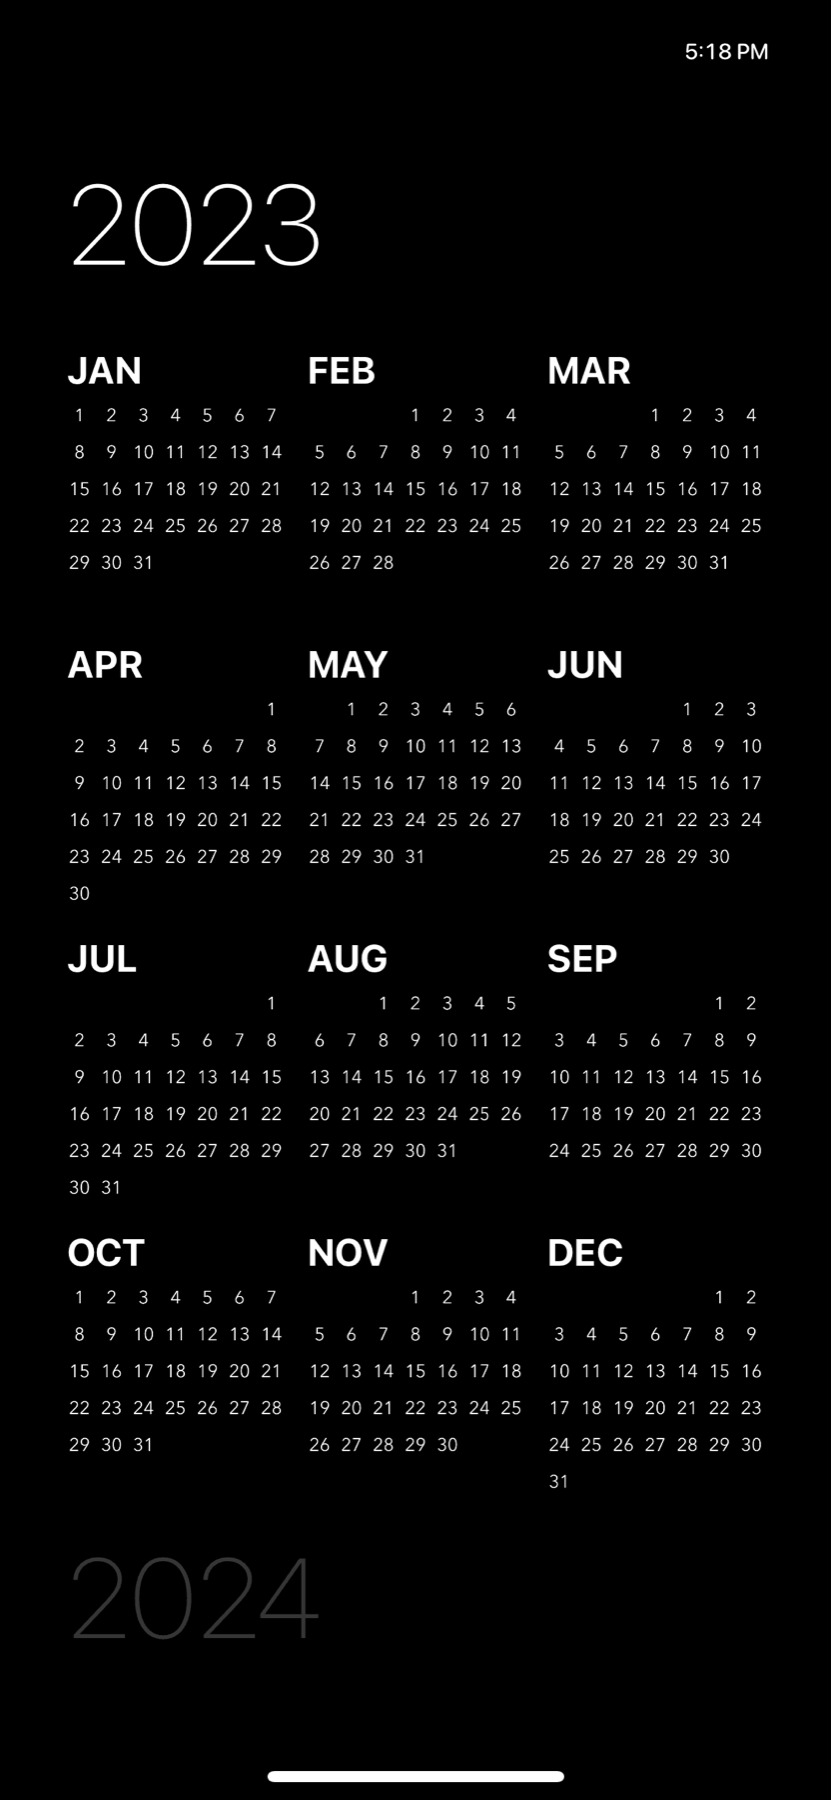 5:18 PM
2023
JAN FEB MAR
1 2 3 4 5 6 7 1 2 3 4 1 2 3 4
8 9 10 11 12 13 14 5 6 7 8 9 10 11 5 6 7 8 9 10 11
15 16 17 18 19 20 21 12 13 14 15 16 17 18 12 13 14 15 16 17 18
22 23 24 25 26 27 28 19 20 21 22 23 24 25 19 20 21 22 23 24 25
29 30 31 26 27 28 26 27 28 29 30 31
APR MAY JUN
1 1 2 3 4 5 6 1 2 3
2 3 4 5 6 7 8 7 8 9 10 11 12 13 4 5 6 7 8 9 10
9 10 11 12 13 14 15 14 15 16 17 18 19 20 11 12 13 14 15 16 17
16 17 18 19 20 21 22 21 22 23 24 25 26 27 18 19 20 21 22 23 24
23 24 25 26 27 28 29 28 29 30 31 25 26 27 28 29 30
30
JUL AUG SEP
1 1 2 3 4 5 1 2
2 3 4 5 6 7 8 6 7 8 9 10 11 12 3 4 5 6 7 8 9
9 10 11 12 13 14 15 13 14 15 16 17 18 19 10 11 12 13 14 15 16
16 17 18 19 20 21 22 20 21 22 23 24 25 26 17 18 19 20 21 22 23
23 24 25 26 27 28 29 27 28 29 30 31 24 25 26 27 28 29 30
30 31
OCT NOV DEC
1 2 3 4 5 6 7 1 2 3 4 1 2
8 9 10 11 12 13 14 5 6 7 8 9 10 11 3 4 5 6 7 8 9
15 16 17 18 19 20 21 12 13 14 15 16 17 18 10 11 12 13 14 15 16
22 23 24 25 26 27 28 19 20 21 22 23 24 25 17 18 19 20 21 22 23
29 30 31 26 27 28 29 30 24 25 26 27 28 29 30
31
2024